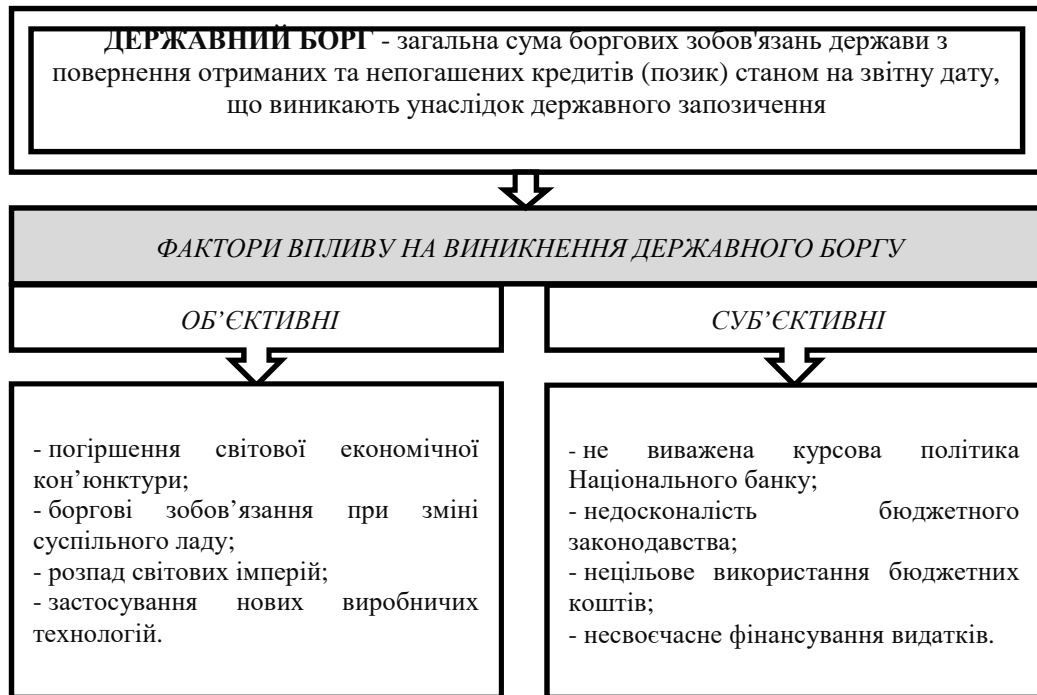 ДЕРЖАВНИЙ БОРГ - загальна сума боргових зобов'язань держави з
повернення отриманих та непогашених кредитів (позик) станом на звітну дату,
що виникають унаслідок державного запозичення
ФАКТОРИ ВПЛИВУ НА ВИНИКНЕННЯ ДЕРЖАВНОГО БОРГУ
ОБ’ЄКТИВНІ
- погіршення світової економічної
кон’юнктури;
- боргові зобов’язання при зміні
суспільного ладу;
- розпад світових імперій;
- застосування нових виробничих
технологій.
СУБ’ЄКТИВНІ
- не виважена курсова політика
Національного банку;
- недосконалість бюджетного
законодавства;
- нецільове використання бюджетних
коштів;
- несвоєчасне фінансування видатків.